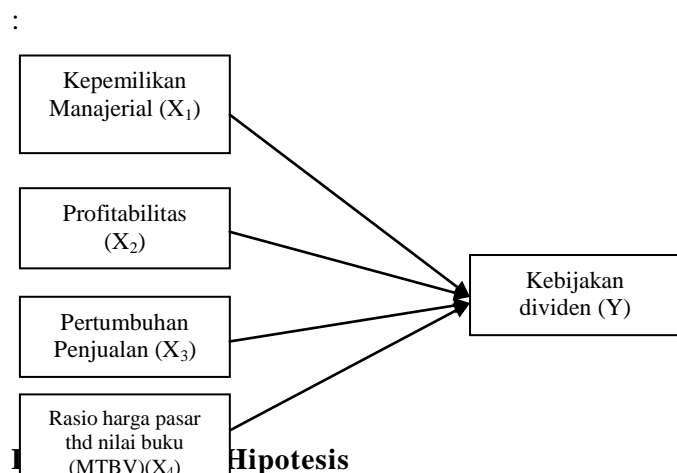 :
Kepemilikan
Manajerial (X₁)
Profitabilitas
(X₂)
Pertumbuhan
Penjualan (X₃)
Kebijakan
dividen (Y)
Rasio harga pasar
thd nilai buku
(MTBV)(X₄)
Hipotesis